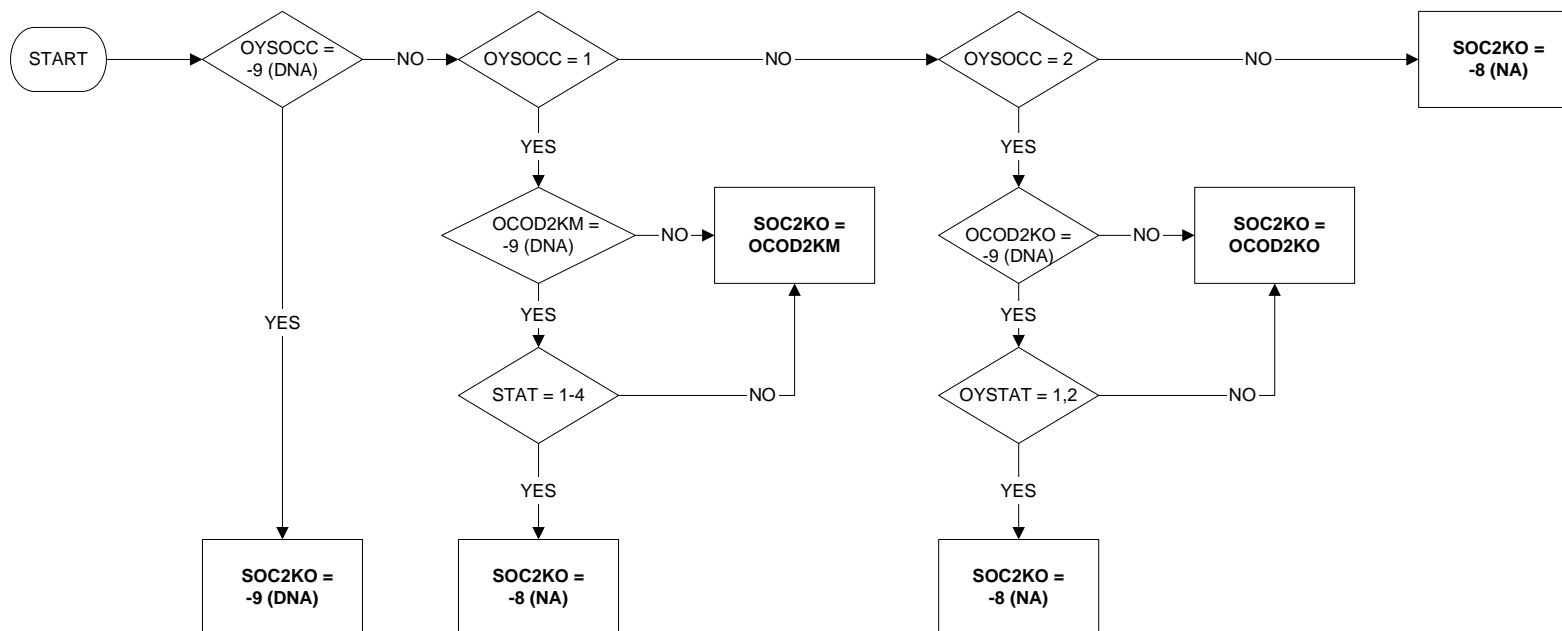 START
OYSOCC =
-9 (DNA)
NO
OYSOCC = 1
NO
OYSOCC = 2
NO
SOC2KO =
-8 (NA)
YES
YES
OCOD2KM =
-9 (DNA)
NO
SOC2KO =
OCOD2KM
OCOD2KO =
-9 (DNA)
NO
SOC2KO =
OCOD2KO
YES
YES
YES
STAT = 1-4
NO
OYSTAT = 1,2
NO
YES
YES
SOC2KO =
-9 (DNA)
SOC2KO =
-8 (NA)
SOC2KO =
-8 (NA)